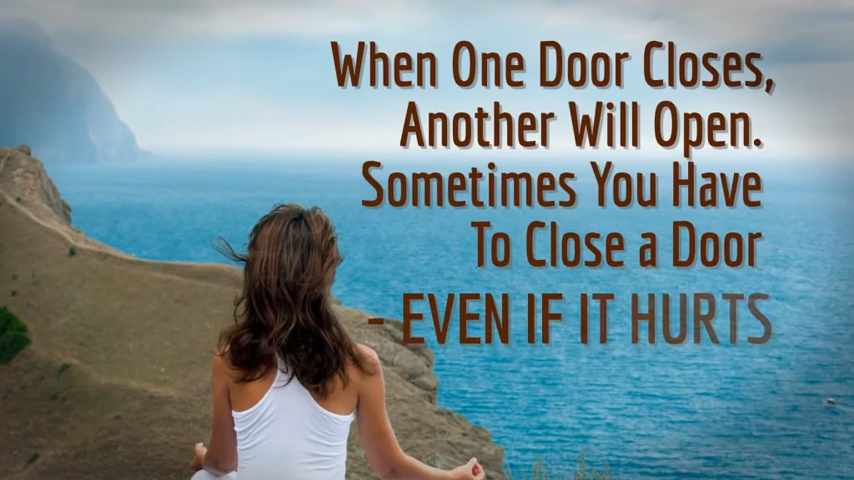 When One Door Closes,
Another Will Open.
Sometimes You Have
To Close a Door
- EVEN IF IT HURTS